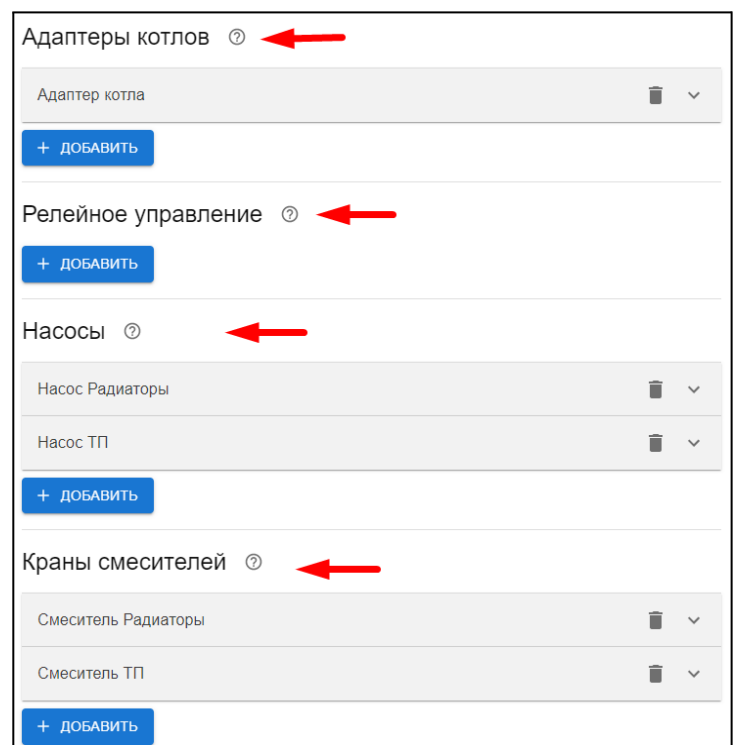 Адаптеры котлов ?
Адаптер котла
+ ДОБАВИТЬ
Релейное управление ?
+ ДОБАВИТЬ
Насосы ?
Насос Радиаторы
Насос ТП
+ ДОБАВИТЬ
Краны смесителей ?
Смеситель Радиаторы
Смеситель ТП
+ ДОБАВИТЬ